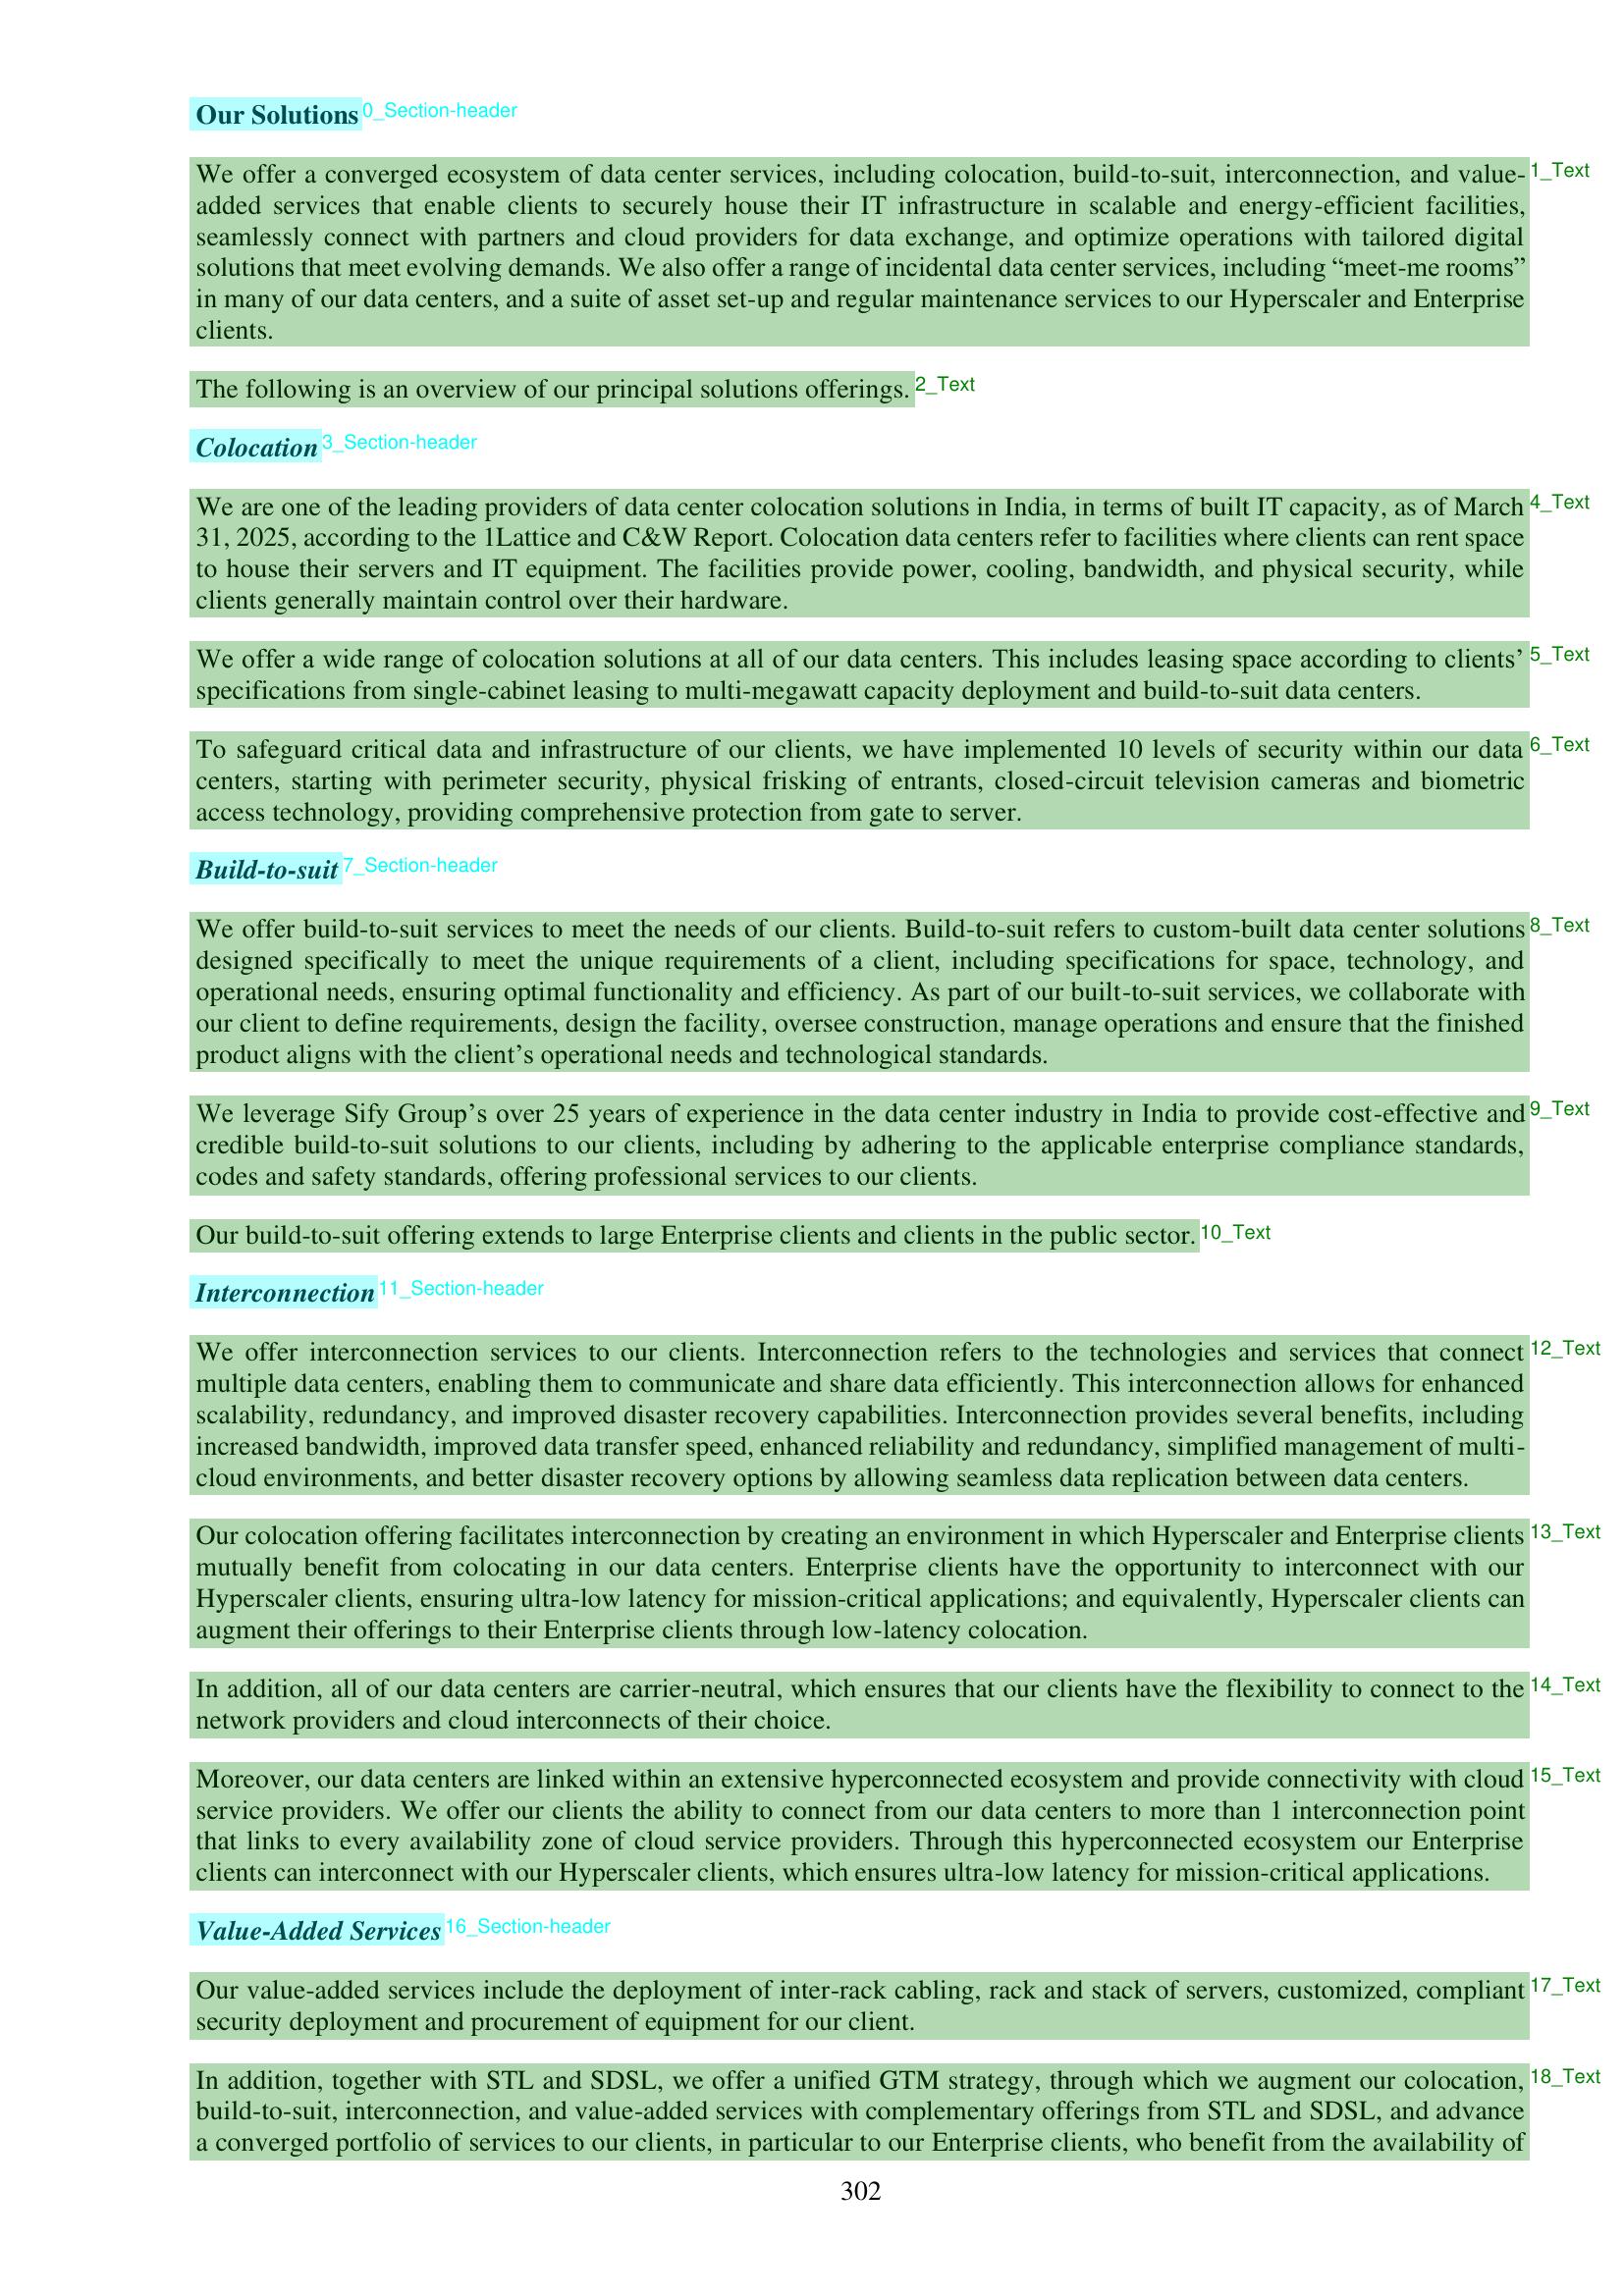 Our Solutions 0_Section-header
We offer a converged ecosystem of data center services, including colocation, build-to-suit, interconnection, and value- 1_Text
added services that enable clients to securely house their IT infrastructure in scalable and energy-efficient facilities,
seamlessly connect with partners and cloud providers for data exchange, and optimize operations with tailored digital
solutions that meet evolving demands. We also offer a range of incidental data center services, including “meet-me rooms”
in many of our data centers, and a suite of asset set-up and regular maintenance services to our Hyperscaler and Enterprise
clients.
The following is an overview of our principal solutions offerings. 2_Text
Colocation 3_Section-header
We are one of the leading providers of data center colocation solutions in India, in terms of built IT capacity, as of March 4_Text
31, 2025, according to the 1Lattice and C&W Report. Colocation data centers refer to facilities where clients can rent space
to house their servers and IT equipment. The facilities provide power, cooling, bandwidth, and physical security, while
clients generally maintain control over their hardware.
We offer a wide range of colocation solutions at all of our data centers. This includes leasing space according to clients’ 5_Text
specifications from single-cabinet leasing to multi-megawatt capacity deployment and build-to-suit data centers.
To safeguard critical data and infrastructure of our clients, we have implemented 10 levels of security within our data 6_Text
centers, starting with perimeter security, physical frisking of entrants, closed-circuit television cameras and biometric
access technology, providing comprehensive protection from gate to server.
Build-to-suit 7_Section-header
We offer build-to-suit services to meet the needs of our clients. Build-to-suit refers to custom-built data center solutions 8_Text
designed specifically to meet the unique requirements of a client, including specifications for space, technology, and
operational needs, ensuring optimal functionality and efficiency. As part of our built-to-suit services, we collaborate with
our client to define requirements, design the facility, oversee construction, manage operations and ensure that the finished
product aligns with the client’s operational needs and technological standards.
We leverage Sify Group’s over 25 years of experience in the data center industry in India to provide cost-effective and 9_Text
credible build-to-suit solutions to our clients, including by adhering to the applicable enterprise compliance standards,
codes and safety standards, offering professional services to our clients.
Our build-to-suit offering extends to large Enterprise clients and clients in the public sector. 10_Text
Interconnection 11_Section-header
We offer interconnection services to our clients. Interconnection refers to the technologies and services that connect 12_Text
multiple data centers, enabling them to communicate and share data efficiently. This interconnection allows for enhanced
scalability, redundancy, and improved disaster recovery capabilities. Interconnection provides several benefits, including
increased bandwidth, improved data transfer speed, enhanced reliability and redundancy, simplified management of multi-
cloud environments, and better disaster recovery options by allowing seamless data replication between data centers.
Our colocation offering facilitates interconnection by creating an environment in which Hyperscaler and Enterprise clients 13_Text
mutually benefit from colocating in our data centers. Enterprise clients have the opportunity to interconnect with our
Hyperscaler clients, ensuring ultra-low latency for mission-critical applications; and equivalently, Hyperscaler clients can
augment their offerings to their Enterprise clients through low-latency colocation.
In addition, all of our data centers are carrier-neutral, which ensures that our clients have the flexibility to connect to the 14_Text
network providers and cloud interconnects of their choice.
Moreover, our data centers are linked within an extensive hyperconnected ecosystem and provide connectivity with cloud 15_Text
service providers. We offer our clients the ability to connect from our data centers to more than 1 interconnection point
that links to every availability zone of cloud service providers. Through this hyperconnected ecosystem our Enterprise
clients can interconnect with our Hyperscaler clients, which ensures ultra-low latency for mission-critical applications.
Value-Added Services 16_Section-header
Our value-added services include the deployment of inter-rack cabling, rack and stack of servers, customized, compliant 17_Text
security deployment and procurement of equipment for our client.
In addition, together with STL and SDSL, we offer a unified GTM strategy, through which we augment our colocation, 18_Text
build-to-suit, interconnection, and value-added services with complementary offerings from STL and SDSL, and advance
a converged portfolio of services to our clients, in particular to our Enterprise clients, who benefit from the availability of
302